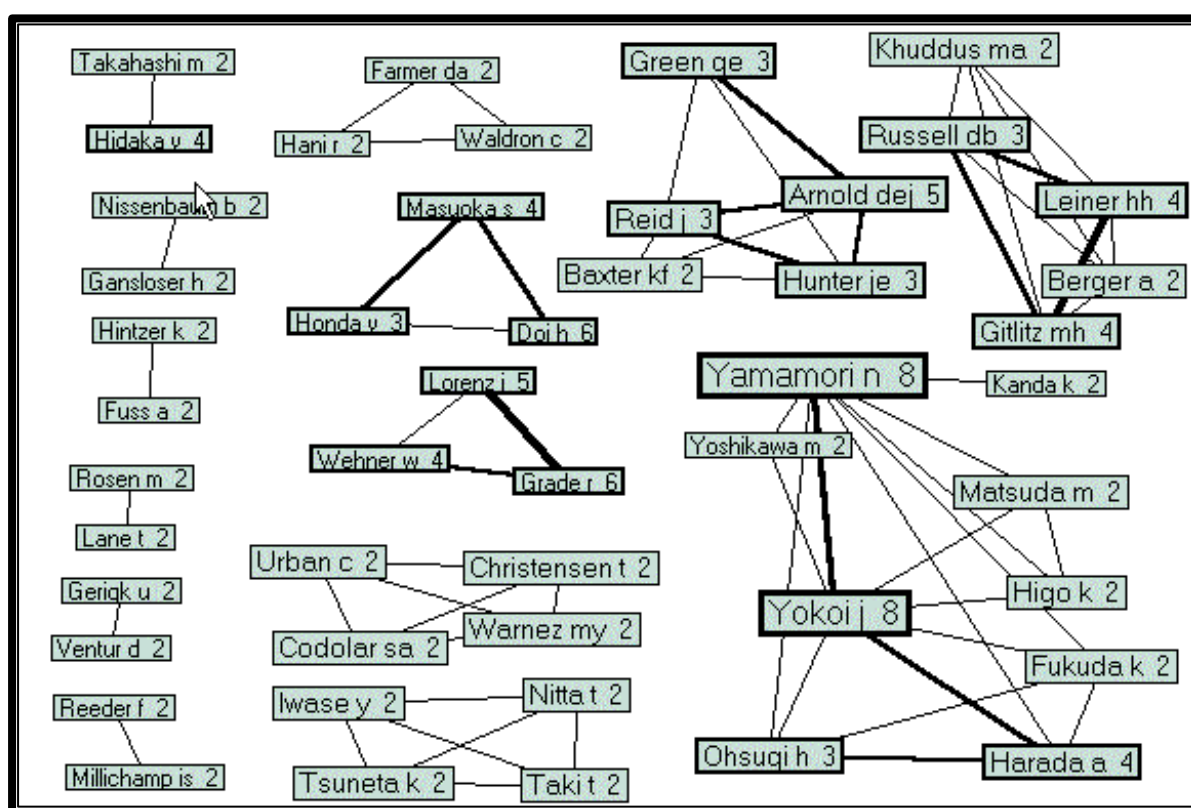 Takahashi m 2
Hidaka y 4
Nissenbaum b 2
Gansloser h 2
Hintzer k 2
Fuss a 2
Rosen m 2
Lane t 2
Gerigk u 2
Ventur d 2
Reeder f 2
Millichamp is 2
Farmer da 2
Hani r 2
Waldron c 2
Masuoka s 4
Honda y 3
Doi h 6
Lorenz j 5
Wehner w 4
Grade r 6
Urban c 2
Christensen t 2
Codolar sa 2
Warnez my 2
Iwase y 2
Nitta t 2
Tsuneta k 2
Taki t 2
Green qe 3
Arnold dej 5
Reid j 3
Baxter kf 2
Hunter je 3
Khuddus ma 2
Russell db 3
Leiner hh 4
Berger a 2
Gitlitz mh 4
Yamamori n 8
Kanda k 2
Yoshikawa m 2
Matsuda m 2
Yokoi j 8
Higo k 2
Fukuda k 2
Ohsugi h 3
Harada a 4